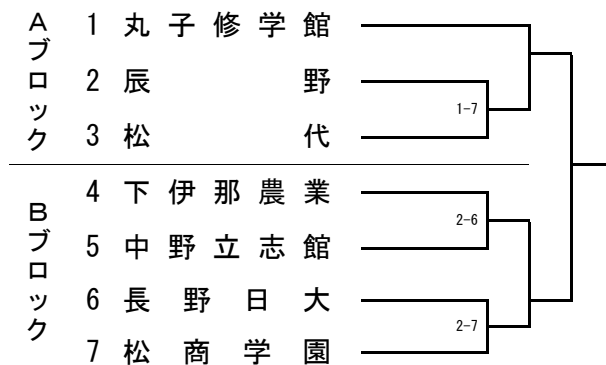 Aブロック
1 丸子修学館
2 辰野
1-7
3 松代
Bブロック
4 下伊那農業
2-6
5 中野立志館
6 長野日大
2-7
7 松商学園